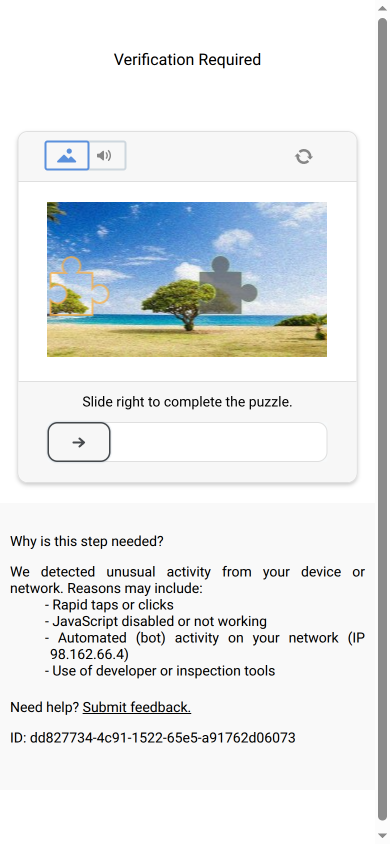 Verification Required
Slide right to complete the puzzle.
Why is this step needed?
We detected unusual activity from your device or
network. Reasons may include:
- Rapid taps or clicks
- JavaScript disabled or not working
- Automated (bot) activity on your network (IP
98.162.66.4)
- Use of developer or inspection tools
Need help? Submit feedback.
ID: dd827734-4c91-1522-65e5-a91762d06073